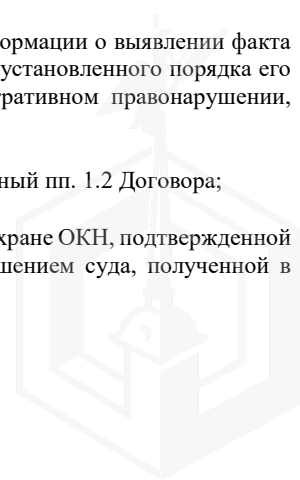 ормации о выявлении факта
установленного порядка его
тративном правонарушении,
ный пп. 1.2 Договора;
хране ОКН, подтвержденной
шением суда, полученной в